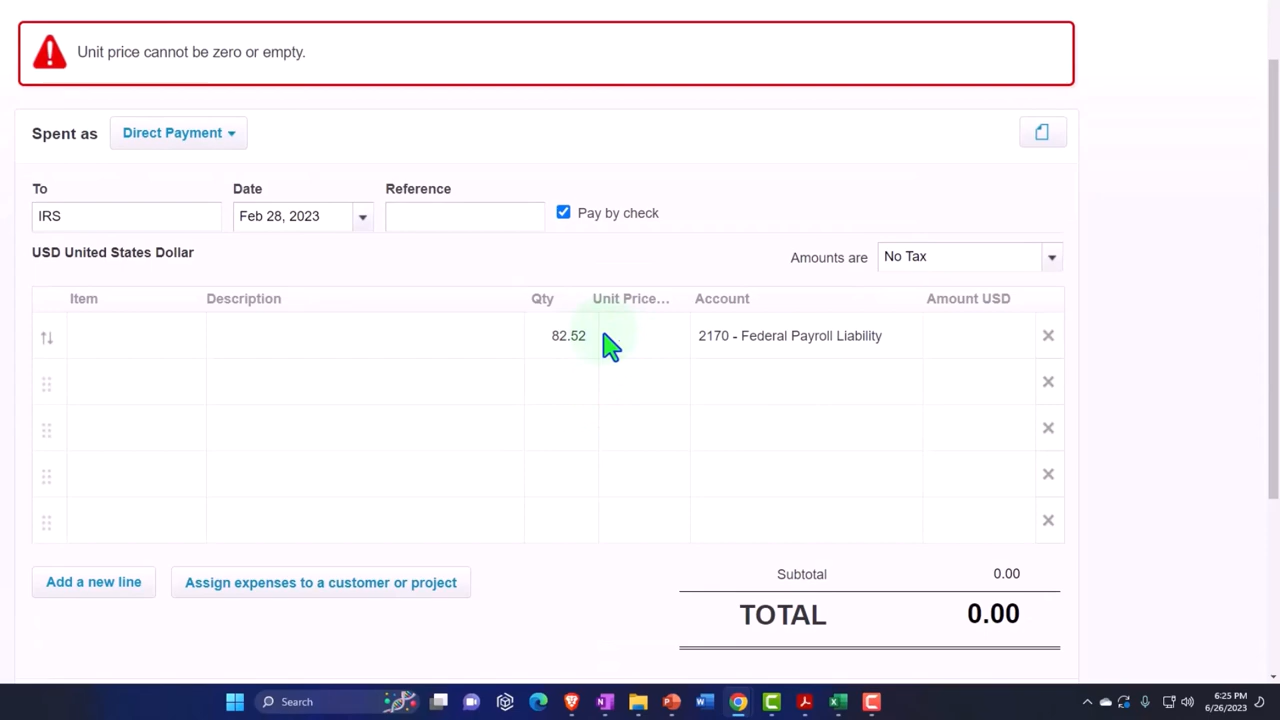 Unit price cannot be zero or empty.
Spent as Direct Payment
To Date Reference
IRS Feb 28, 2023 Pay by check
USD United States Dollar Amounts are No Tax
Item Description Qty Unit Price... Account Amount USD
82.52 2170 - Federal Payroll Liability
Add a new line Assign expenses to a customer or project Subtotal 0.00
TOTAL 0.00
Search 6:25 PM
6/26/2023